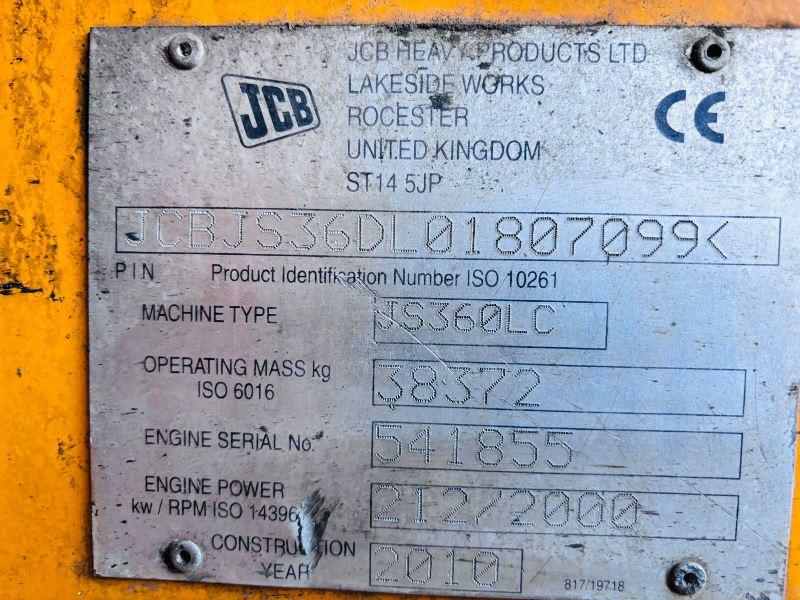 JCB HEAVY PRODUCTS LTD
JCB
LAKESIDE WORKS
ROCESTER
CE
UNITED KINGDOM
ST14 5JP
JCBJS36DL01807099<
PIN Product Identification Number ISO 10261
MACHINE TYPE JS360LC
OPERATING MASS kg
ISO 6016
38372
ENGINE SERIAL No. 541855
ENGINE POWER
kw / RPM ISO 14396
212/2000
CONSTRUCTION
YEAR
2010
817/19718